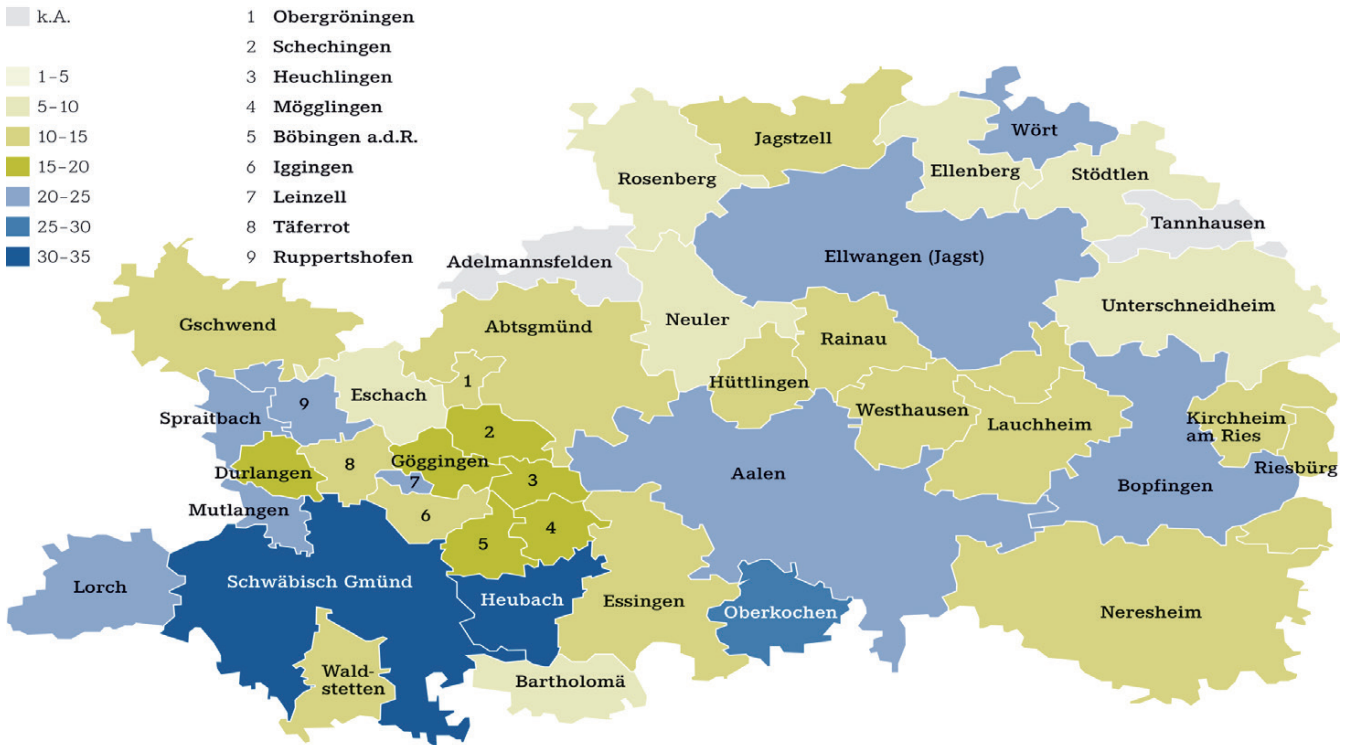 k.A.
1–5
5–10
10–15
15–20
20–25
25–30
30–35
1 Obergröningen
2 Schechingen
3 Heuchlingen
4 Mögglingen
5 Böbingen a.d.R.
6 Iggingen
7 Leinzell
8 Täferrot
9 Ruppertshofen
Jagstzell
Wört
Rosenberg
Ellenberg
Stödtlen
Tannhausen
Adelmannsfelden
Ellwangen (Jagst)
Unterschneidheim
Gschwend
Abtsgmünd
Neuler
Rainau
1
Hüttlingen
Eschach
9
Spraitbach
Westhausen
Lauchheim
Kirchheim
am Ries
2
Göggingen
8
Durlangen
7
3
Aalen
Riesbürg
Bopfingen
Mutlangen
6
5
4
Lorch
Schwäbisch Gmünd
Heubach
Essingen
Oberkochen
Neresheim
Wald-
stetten
Bartholomä